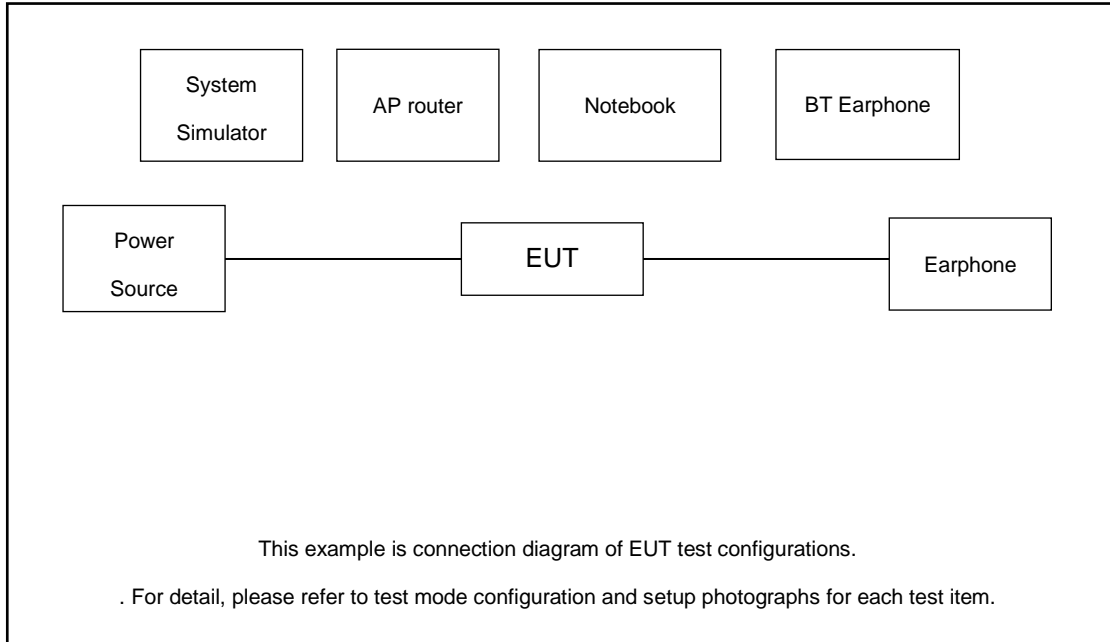 System
Simulator
AP router
Notebook
BT Earphone
Power
Source
EUT
Earphone
This example is connection diagram of EUT test configurations.
. For detail, please refer to test mode configuration and setup photographs for each test item.